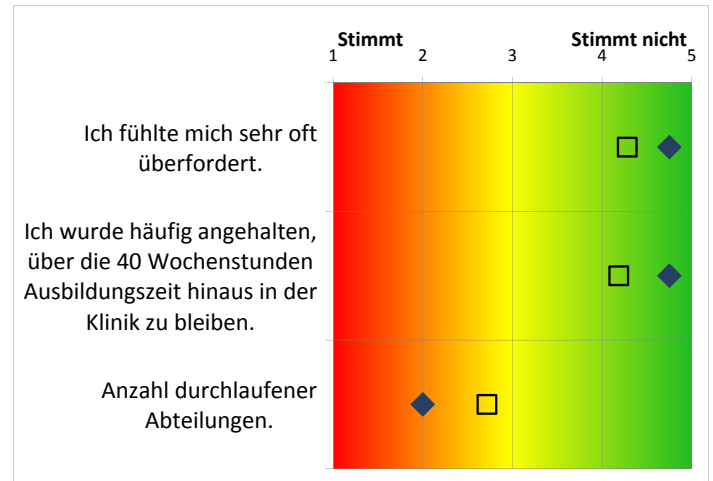 Stimmt Stimmt nicht
1 2 3 4 5
Ich fühlte mich sehr oft
überfordert.
Ich wurde häufig angehalten,
über die 40 Wochenstunden
Ausbildungszeit hinaus in der
Klinik zu bleiben.
Anzahl durchlaufener
Abteilungen.